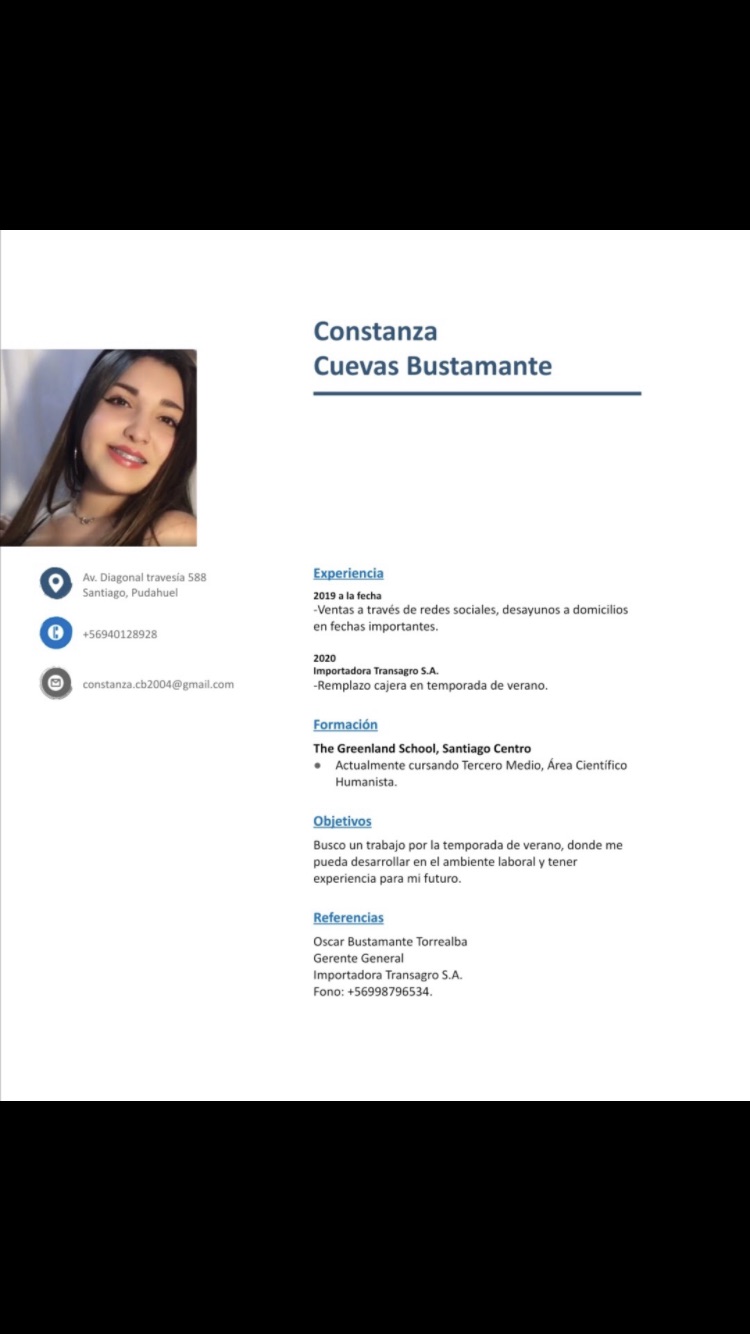 Constanza
Cuevas Bustamante
Av. Diagonal travesía 588
Santiago, Pudahuel
+56940128928
constanza.cb2004@gmail.com
Experiencia
2019 a la fecha
-Ventas a través de redes sociales, desayunos a domicilios
en fechas importantes.
2020
Importadora Transagro S.A.
-Remplazo cajera en temporada de verano.
Formación
The Greenland School, Santiago Centro
● Actualmente cursando Tercero Medio, Área Científico
Humanista.
Objetivos
Busco un trabajo por la temporada de verano, donde me
pueda desarrollar en el ambiente laboral y tener
experiencia para mi futuro.
Referencias
Oscar Bustamante Torrealba
Gerente General
Importadora Transagro S.A.
Fono: +56998796534.